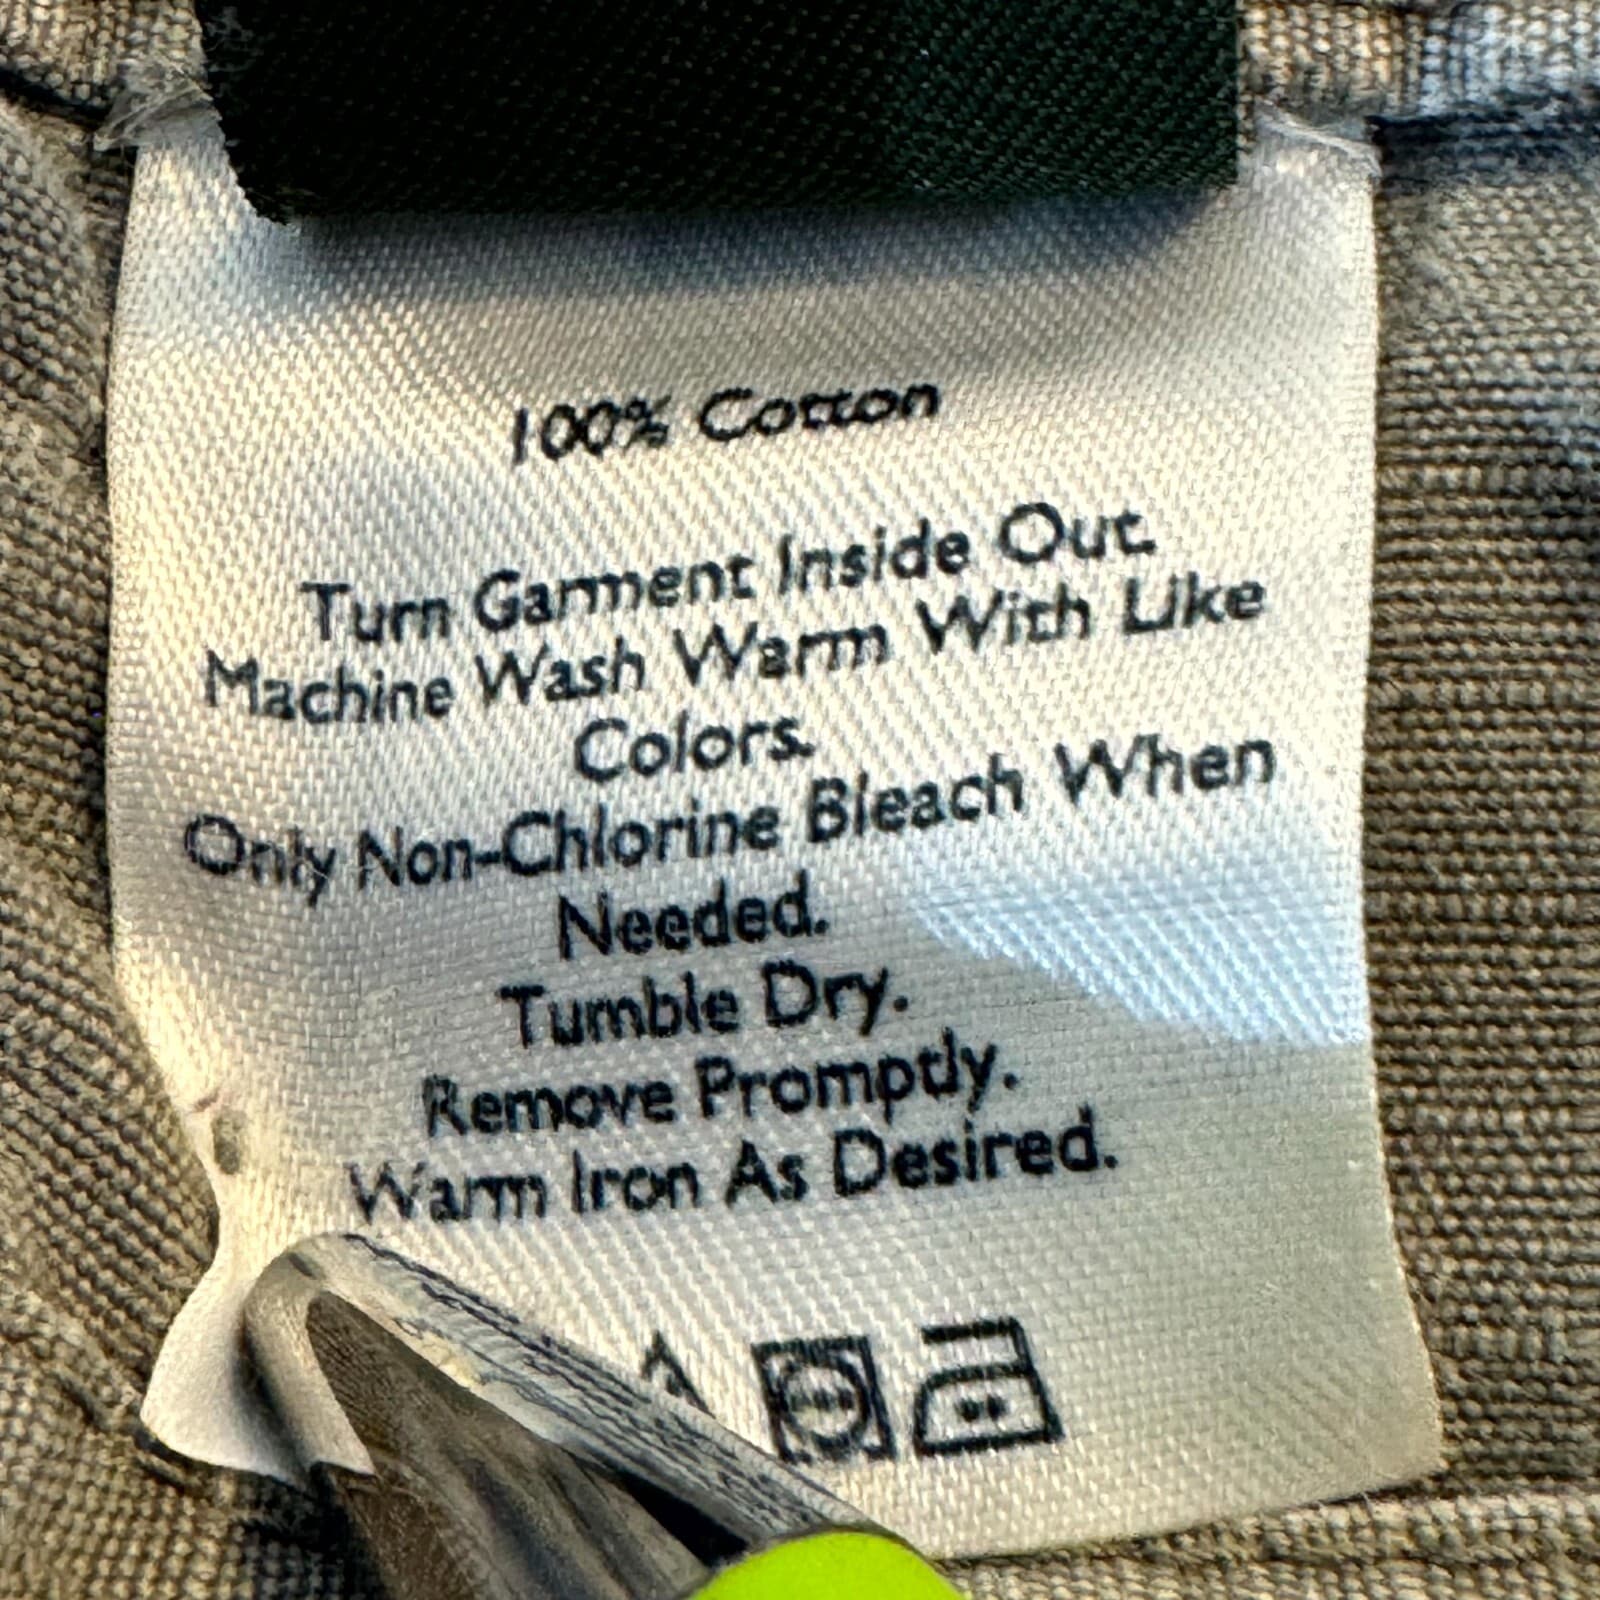 100% Cotton
Turn Garment Inside Out.
Machine Wash Warm With Like
Colors.
Only Non-Chlorine Bleach When
Needed.
Tumble Dry.
Remove Promptly.
Warm Iron As Desired.